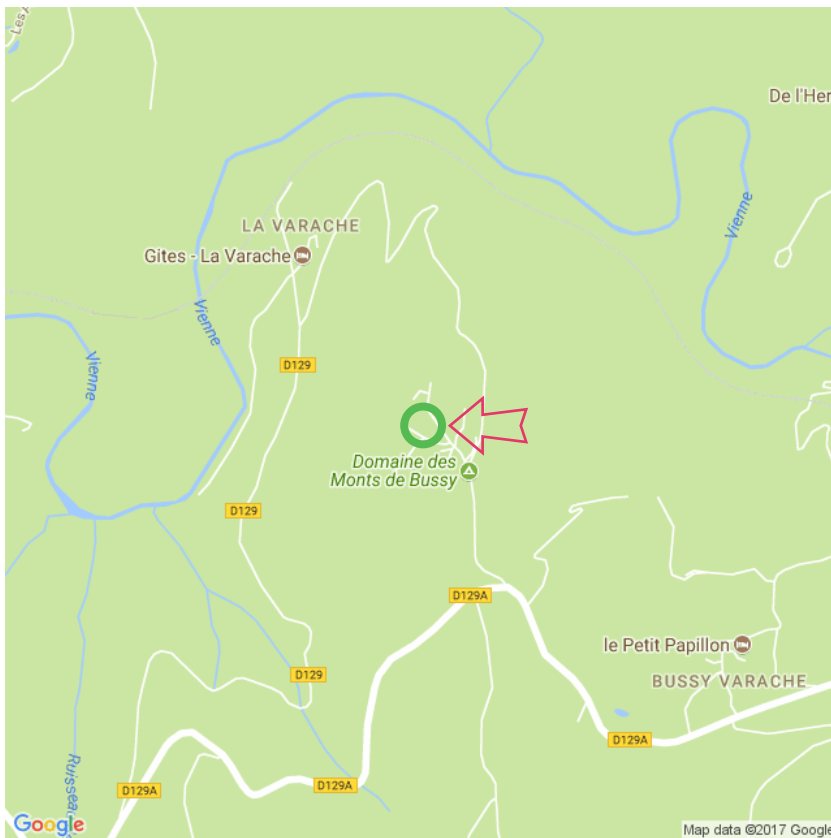 De l'Her
Vienne
LA VARACHE
Gites - La Varache
Vienne
Vienne
D129
Domaine des
Monts de Bussy
D129
D129A
le Petit Papillon
D129
BUSSY VARACHE
D129A
D129A
D129A
Google
Map data ©2017 Google